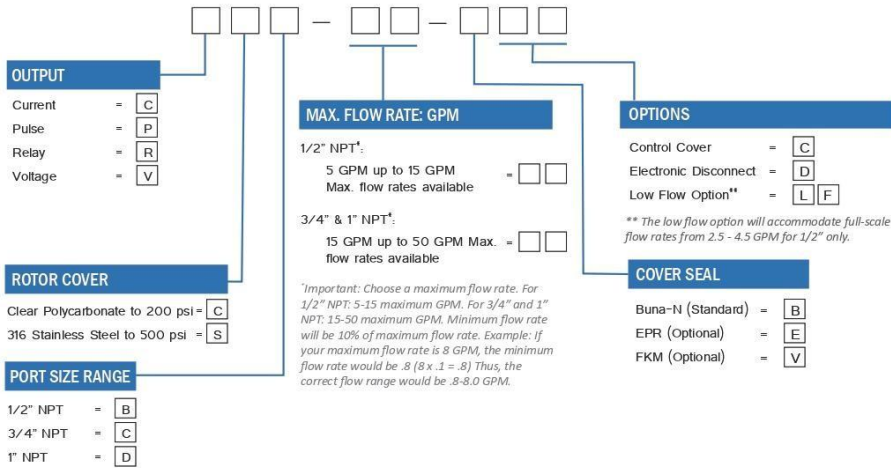 OUTPUT
Current = C
Pulse = P
Relay = R
Voltage = V
ROTOR COVER
Clear Polycarbonate to 200 psi = C
316 Stainless Steel to 500 psi = S
PORT SIZE RANGE
1/2" NPT = B
3/4" NPT = C
1" NPT = D
MAX. FLOW RATE: GPM
1/2" NPT*:
5 GPM up to 15 GPM
Max. flow rates available =
3/4" & 1" NPT*:
15 GPM up to 50 GPM Max. =
flow rates available
*Important: Choose a maximum flow rate. For
1/2" NPT: 5-15 maximum GPM. For 3/4" and 1"
NPT: 15-50 maximum GPM. Minimum flow rate
will be 10% of maximum flow rate. Example: If
your maximum flow rate is 8 GPM, the minimum
flow rate would be .8 (8 x .1 = .8) Thus, the
correct flow range would be .8-8.0 GPM.
OPTIONS
Control Cover = C
Electronic Disconnect = D
Low Flow Option** = L F
** The low flow option will accommodate full-scale
flow rates from 2.5 - 4.5 GPM for 1/2" only.
COVER SEAL
Buna-N (Standard) = B
EPR (Optional) = E
FKM (Optional) = V